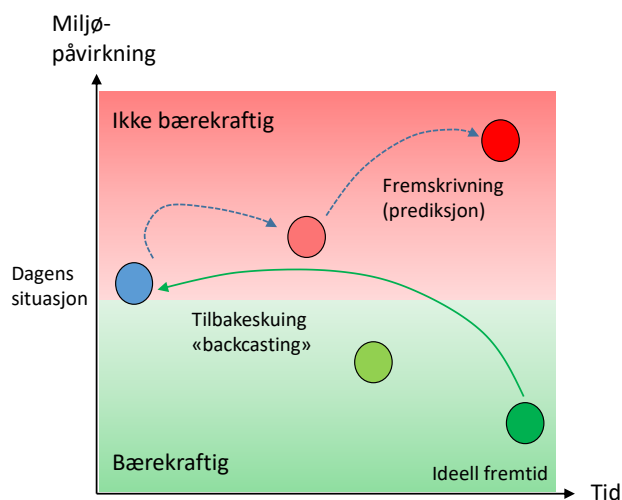 Miljø-
påvirkning
Ikke bærekraftig
Fremskrivning
(prediksjon)
Dagens
situasjon
Tilbakeskuing
«backcasting»
Bærekraftig
Ideell fremtid
Tid